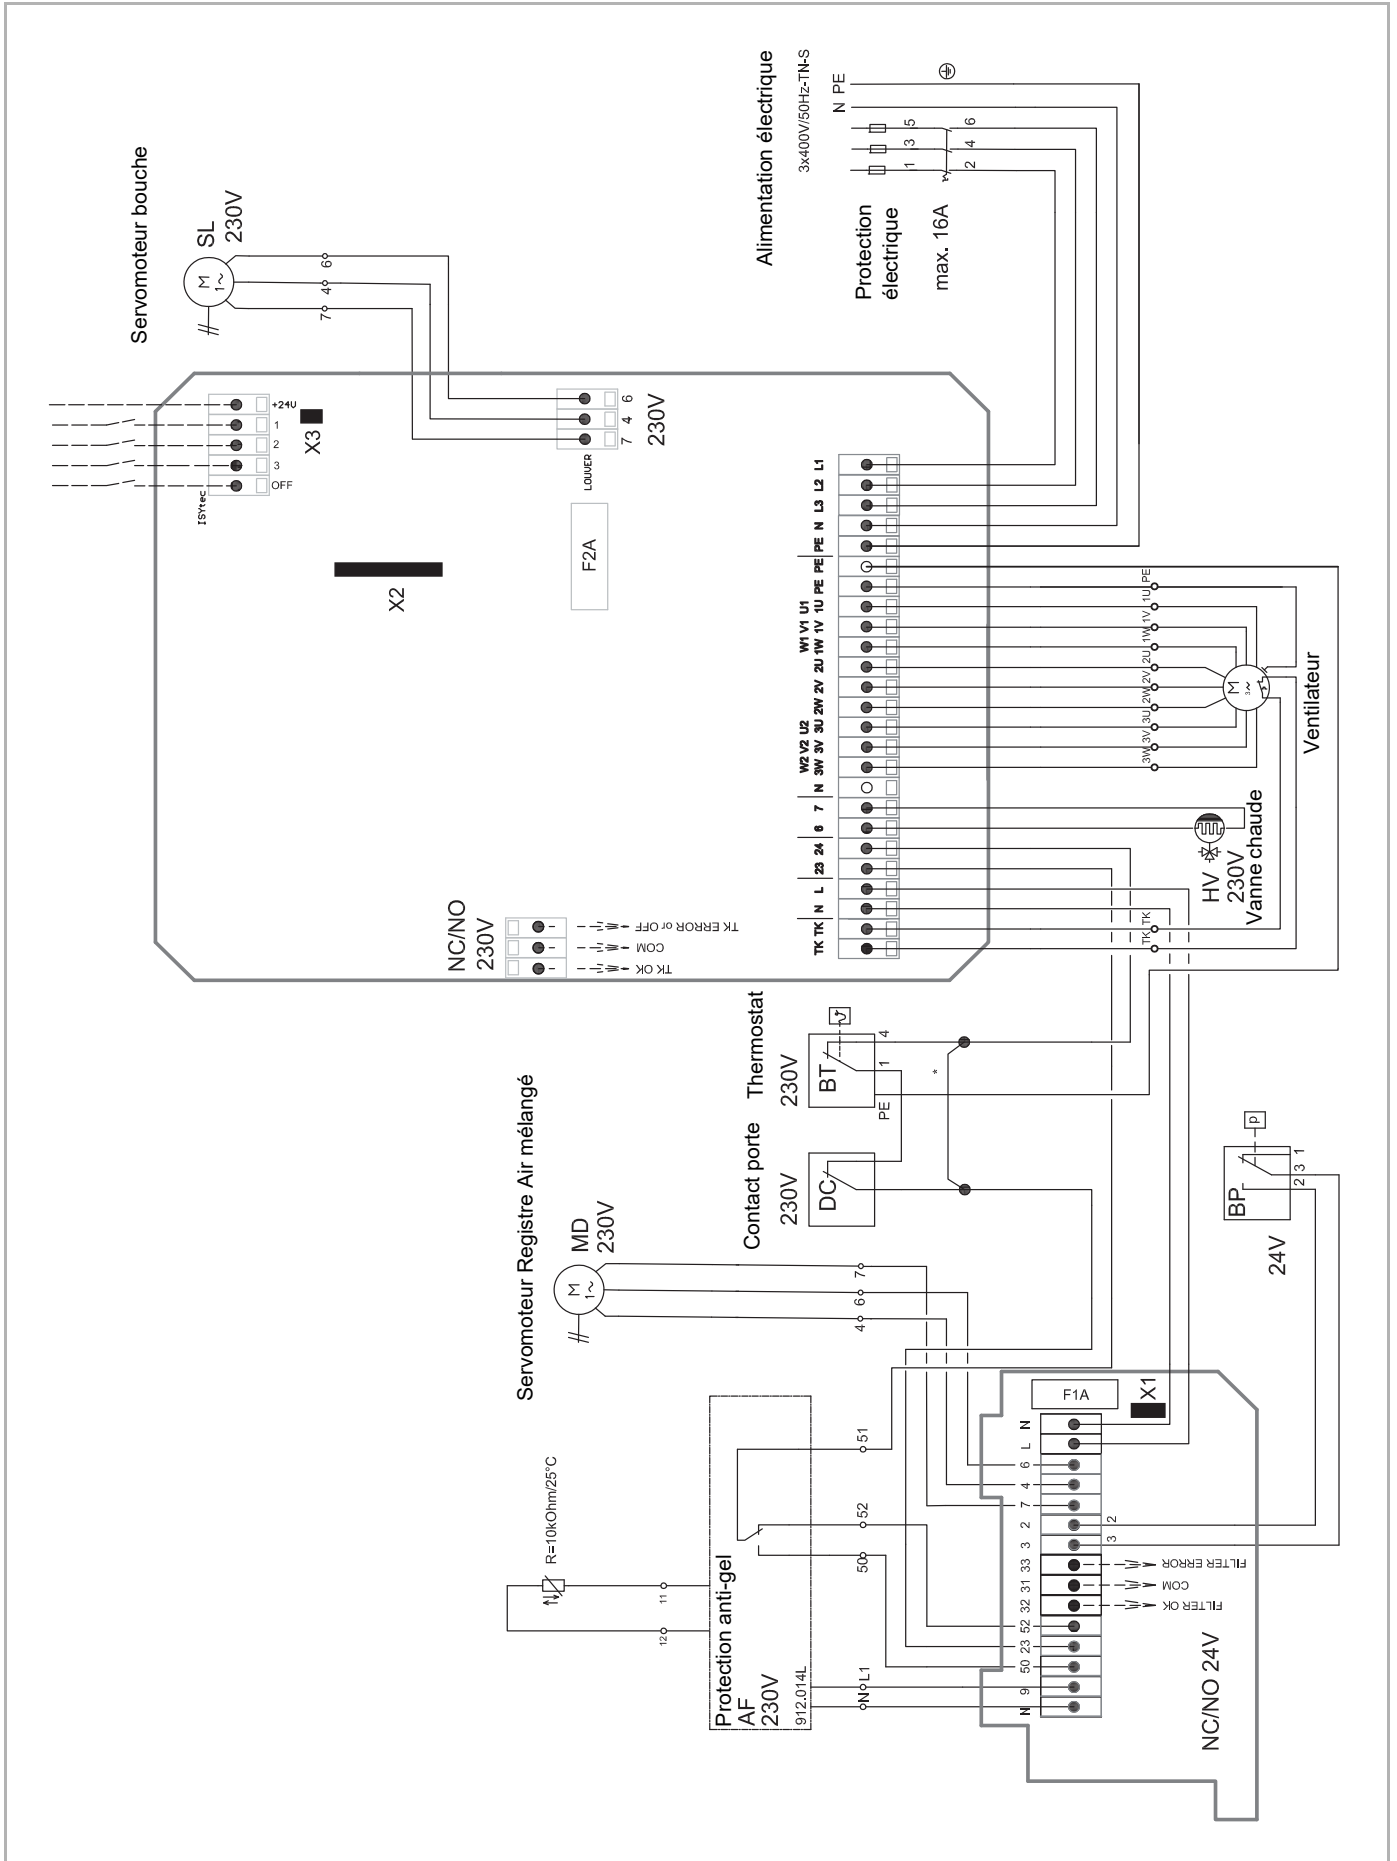 Servomoteur bouche
SL
230V
6
4
7
Alimentation électrique
3x400V/50Hz-TN-S
N PE
5
3
1
6
4
2
Protection
électrique
max. 16A
M
1~
ISYtec
+24V
1
2
3
OFF
X3
X2
LOUVER
6
4
7
230V
F2A
L1
L2
L3
N
PE
PE
PE
1U U1
1V V1
1W W1
2U
2V
2W
3U U2
3V V2
3W W2
N
7
6
24
23
L
N
TK
TK
PE
1U
1V
1W
2U
2V
2W
3U
3V
3W
M
3~
Ventilateur
HV
230V
Vanne chaude
TK
TK
NC/NO
230V
TK ERROR or OFF
COM
TK OK
Thermostat
230V
BT
4
1
PE
*
Contact porte
230V
DC
BP
p
1
3
2
24V
Servomoteur Registre Air mélangé
MD
230V
M
1~
7
6
4
R=10kOhm/25°C
11
12
Protection anti-gel
AF
230V
912.014L
51
52
50
L1
N
F1A
X1
N
L
6
4
7
2
3
33
31
32
52
23
50
9
N
2
3
FILTER ERROR
COM
FILTER OK
NC/NO 24V